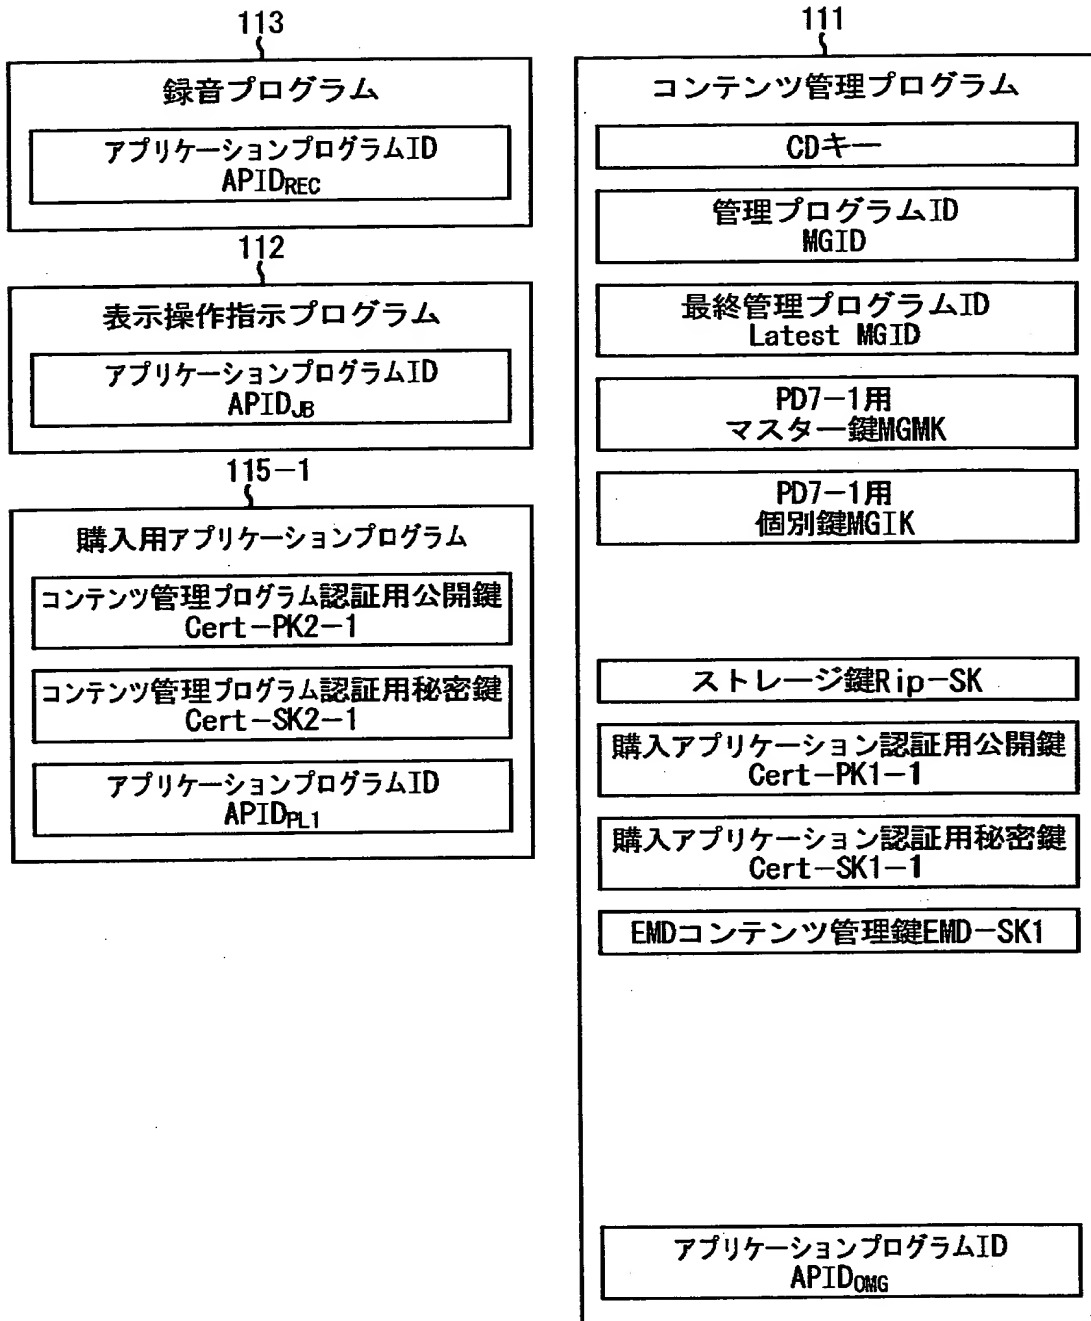 113
録音プログラム
アプリケーションプログラムID
APIDREC
112
表示操作指示プログラム
アプリケーションプログラムID
APIDJB
115-1
購入用アプリケーションプログラム
コンテンツ管理プログラム認証用公開鍵
Cert-PK2-1
コンテンツ管理プログラム認証用秘密鍵
Cert-SK2-1
アプリケーションプログラムID
APIDPL1
111
コンテンツ管理プログラム
CDキー
管理プログラムID
MGID
最終管理プログラムID
Latest MGID
PD7-1用
マスター鍵MGMK
PD7-1用
個別鍵MGIK
ストレージ鍵Rip-SK
購入アプリケーション認証用公開鍵
Cert-PK1-1
購入アプリケーション認証用秘密鍵
Cert-SK1-1
EMDコンテンツ管理鍵EMD-SK1
アプリケーションプログラムID
APIDOMG